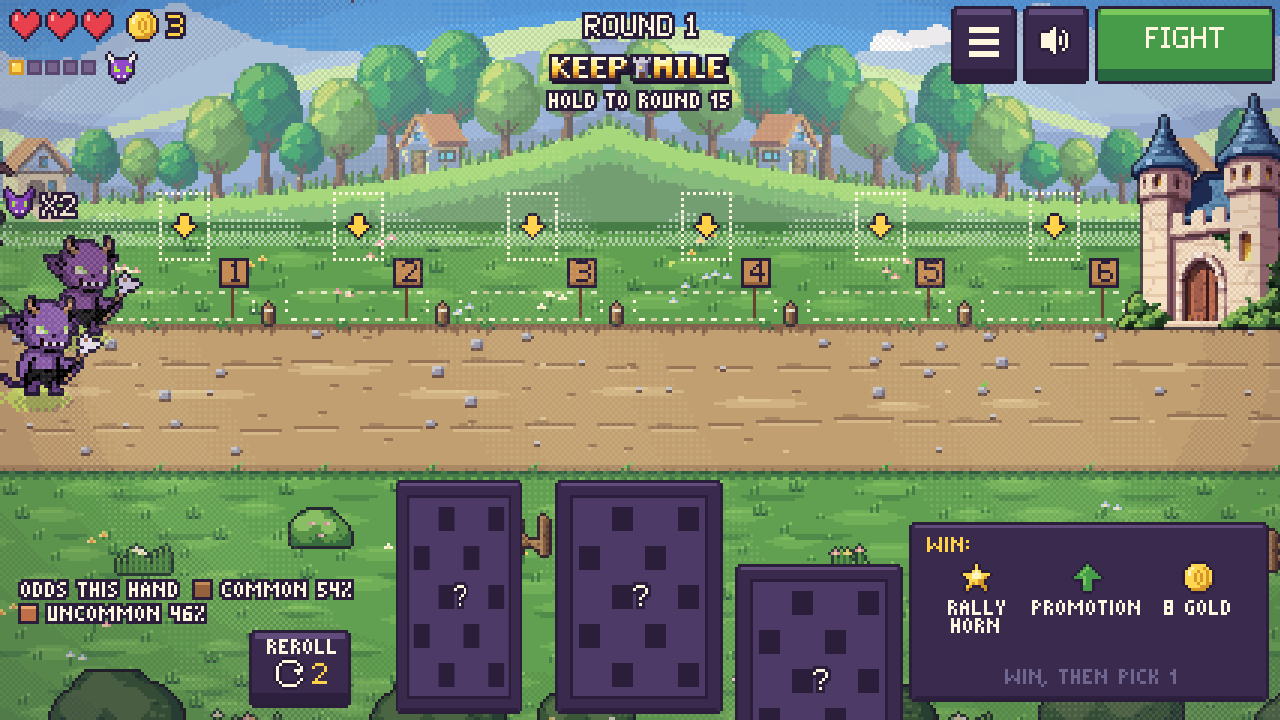 3
ROUND 1
KEEP MILE
HOLD TO ROUND 15
FIGHT
X2
1
2
3
4
5
6
ODDS THIS HAND COMMON 54%
UNCOMMON 46%
REROLL
2
?
?
?
WIN:
RALLY HORN
PROMOTION
8 GOLD
WIN, THEN PICK 1